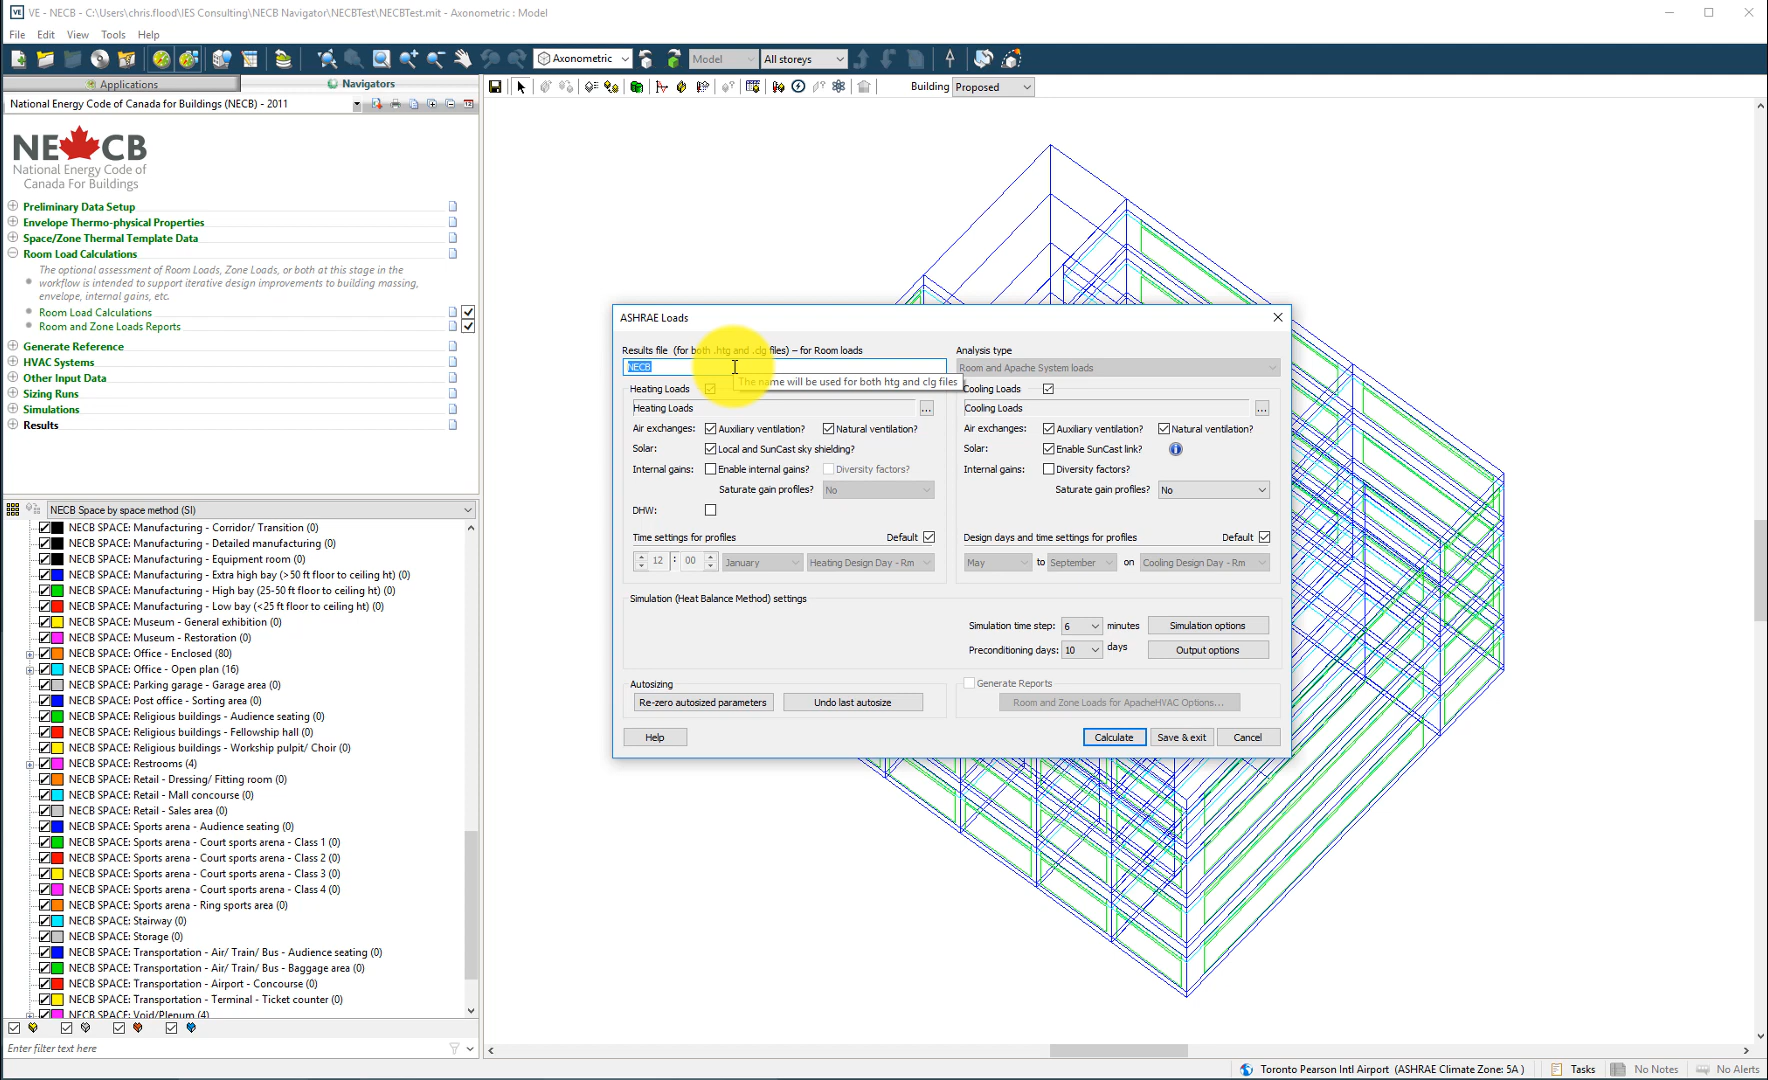 VE - NECB - C:\Users\chris.flood\IES Consulting\NECB Navigator\NECBTest\NECBTest.mit - Axonometric : Model
File Edit View Tools Help
Axonometric Model All storeys
Applications Navigators
Building Proposed
National Energy Code of Canada for Buildings (NECB) - 2011
NECB
National Energy Code of
Canada For Buildings
Preliminary Data Setup
Envelope Thermo-physical Properties
Space/Zone Thermal Template Data
Room Load Calculations
The optional assessment of Room Loads, Zone Loads, or both at this stage in the
workflow is intended to support iterative design improvements to building massing,
envelope, internal gains, etc.
Room Load Calculations
Room and Zone Loads Reports
Generate Reference
HVAC Systems
Other Input Data
Sizing Runs
Simulations
Results
NECB Space by space method (SI)
NECB SPACE: Manufacturing - Corridor/ Transition (0)
NECB SPACE: Manufacturing - Detailed manufacturing (0)
NECB SPACE: Manufacturing - Equipment room (0)
NECB SPACE: Manufacturing - Extra high bay (>50 ft floor to ceiling ht) (0)
NECB SPACE: Manufacturing - High bay (25-50 ft floor to ceiling ht) (0)
NECB SPACE: Manufacturing - Low bay (<25 ft floor to ceiling ht) (0)
NECB SPACE: Museum - General exhibition (0)
NECB SPACE: Museum - Restoration (0)
NECB SPACE: Office - Enclosed (80)
NECB SPACE: Office - Open plan (16)
NECB SPACE: Parking garage - Garage area (0)
NECB SPACE: Post office - Sorting area (0)
NECB SPACE: Religious buildings - Audience seating (0)
NECB SPACE: Religious buildings - Fellowship hall (0)
NECB SPACE: Religious buildings - Workship pulpit/ Choir (0)
NECB SPACE: Restrooms (4)
NECB SPACE: Retail - Dressing/ Fitting room (0)
NECB SPACE: Retail - Mall concourse (0)
NECB SPACE: Retail - Sales area (0)
NECB SPACE: Sports arena - Audience seating (0)
NECB SPACE: Sports arena - Court sports arena - Class 1 (0)
NECB SPACE: Sports arena - Court sports arena - Class 2 (0)
NECB SPACE: Sports arena - Court sports arena - Class 3 (0)
NECB SPACE: Sports arena - Court sports arena - Class 4 (0)
NECB SPACE: Sports arena - Ring sports area (0)
NECB SPACE: Stairway (0)
NECB SPACE: Storage (0)
NECB SPACE: Transportation - Air/ Train/ Bus - Audience seating (0)
NECB SPACE: Transportation - Air/ Train/ Bus - Baggage area (0)
NECB SPACE: Transportation - Airport - Concourse (0)
NECB SPACE: Transportation - Terminal - Ticket counter (0)
NECB SPACE: Void/Plenum (4)
Enter filter text here
ASHRAE Loads
Results file (for both .htg and .clg files) – for Room loads
Analysis type
NECB
Room and Apache System loads
The name will be used for both htg and clg files
Heating Loads
Cooling Loads
Heating Loads ...
Cooling Loads ...
Air exchanges: Auxiliary ventilation? Natural ventilation?
Air exchanges: Auxiliary ventilation? Natural ventilation?
Solar: Local and SunCast sky shielding?
Solar: Enable SunCast link?
Internal gains: Enable internal gains? Diversity factors?
Internal gains: Diversity factors?
Saturate gain profiles? No
Saturate gain profiles? No
DHW:
Time settings for profiles Default
Design days and time settings for profiles Default
12 : 00 January Heating Design Day - Rm
May to September on Cooling Design Day - Rm
Simulation (Heat Balance Method) settings
Simulation time step: 6 minutes Simulation options
Preconditioning days: 10 days Output options
Autosizing
Generate Reports
Re-zero autosized parameters Undo last autosize
Room and Zone Loads for ApacheHVAC Options...
Help Calculate Save & exit Cancel
Toronto Pearson Intl Airport (ASHRAE Climate Zone: 5A ) Tasks No Notes No Alerts